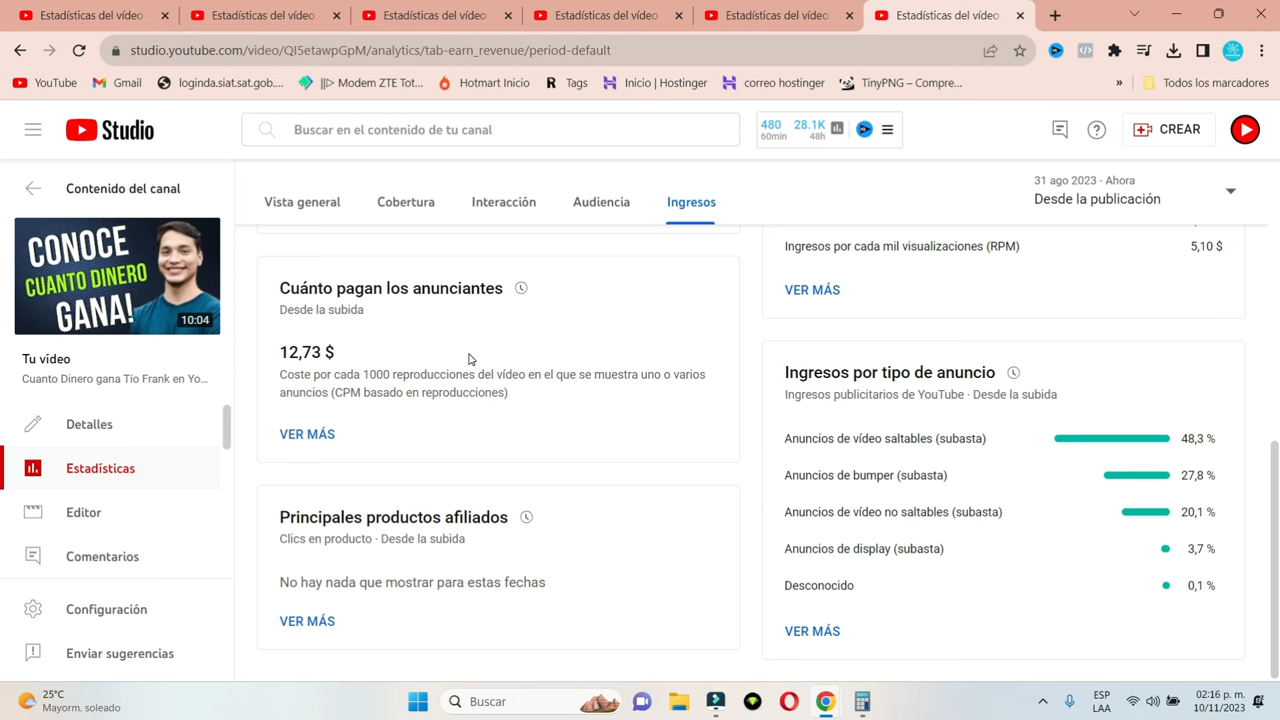 Estadísticas del vídeo
Estadísticas del vídeo
Estadísticas del vídeo
Estadísticas del vídeo
Estadísticas del vídeo
Estadísticas del vídeo
studio.youtube.com/video/QI5etawpGpM/analytics/tab-earn_revenue/period-default
YouTube
Gmail
loginda.siat.sat.gob....
||▷ Modem ZTE Tot...
Hotmart Inicio
R Tags
Inicio | Hostinger
correo hostinger
TinyPNG – Compre...
»
Todos los marcadores
Studio
Buscar en el contenido de tu canal
480 28.1K
60min 48h
CREAR
Contenido del canal
Vista general
Cobertura
Interacción
Audiencia
Ingresos
31 ago 2023 - Ahora
Desde la publicación
CONOCE
CUANTO DINERO
GANA!
10:04
Tu vídeo
Cuanto Dinero gana Tío Frank en Yo...
Detalles
Estadísticas
Editor
Comentarios
Configuración
Enviar sugerencias
Cuánto pagan los anunciantes
Desde la subida
12,73 $
Coste por cada 1000 reproducciones del vídeo en el que se muestra uno o varios
anuncios (CPM basado en reproducciones)
VER MÁS
Principales productos afiliados
Clics en producto · Desde la subida
No hay nada que mostrar para estas fechas
VER MÁS
Ingresos por cada mil visualizaciones (RPM) 5,10 $
VER MÁS
Ingresos por tipo de anuncio
Ingresos publicitarios de YouTube · Desde la subida
Anuncios de vídeo saltables (subasta) 48,3 %
Anuncios de bumper (subasta) 27,8 %
Anuncios de vídeo no saltables (subasta) 20,1 %
Anuncios de display (subasta) 3,7 %
Desconocido 0,1 %
VER MÁS
25°C
Mayorm. soleado
Buscar
ESP
LAA
02:16 p. m.
10/11/2023